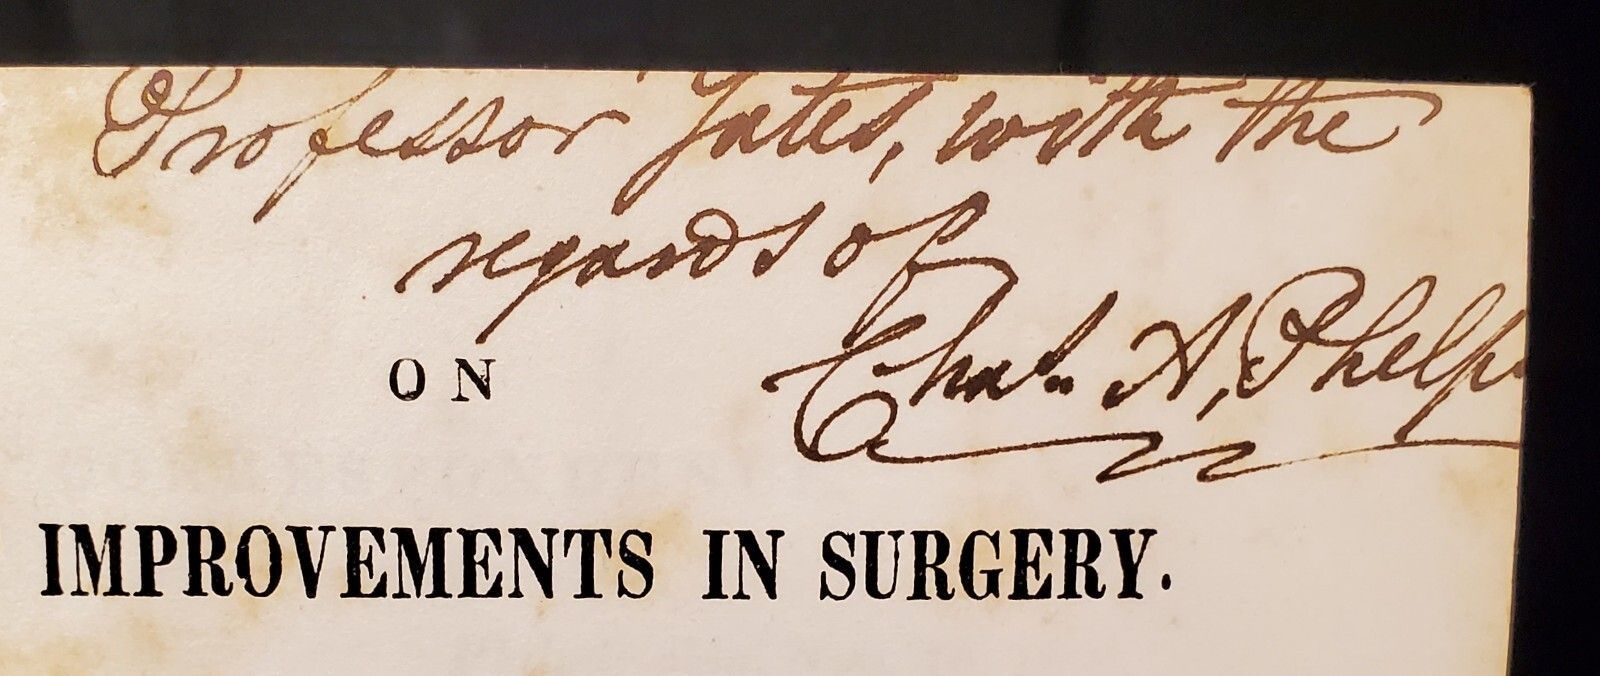 Professor Yates, with the
regards of
Chas. A, Phelps
ON
IMPROVEMENTS IN SURGERY.